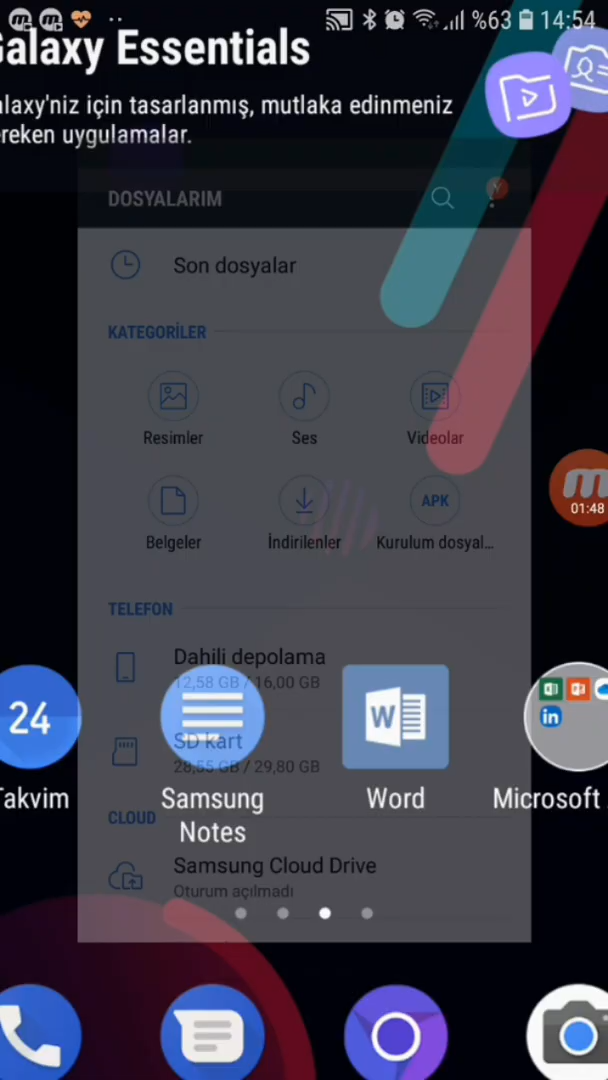 %63 14:54
Galaxy Essentials
alaxy'niz için tasarlanmış, mutlaka edinmeniz
ereken uygulamalar.
DOSYALARIM
Son dosyalar
KATEGORİLER
Resimler
Ses
Videolar
APK
Belgeler
İndirilenler
Kurulum dosyal...
01:48
TELEFON
Dahili depolama
12,58 GB / 16,00 GB
SD kart
28,55 GB / 29,80 GB
24
W
in
Takvim
Samsung
Notes
Word
Microsoft
CLOUD
Samsung Cloud Drive
Oturum açılmadı